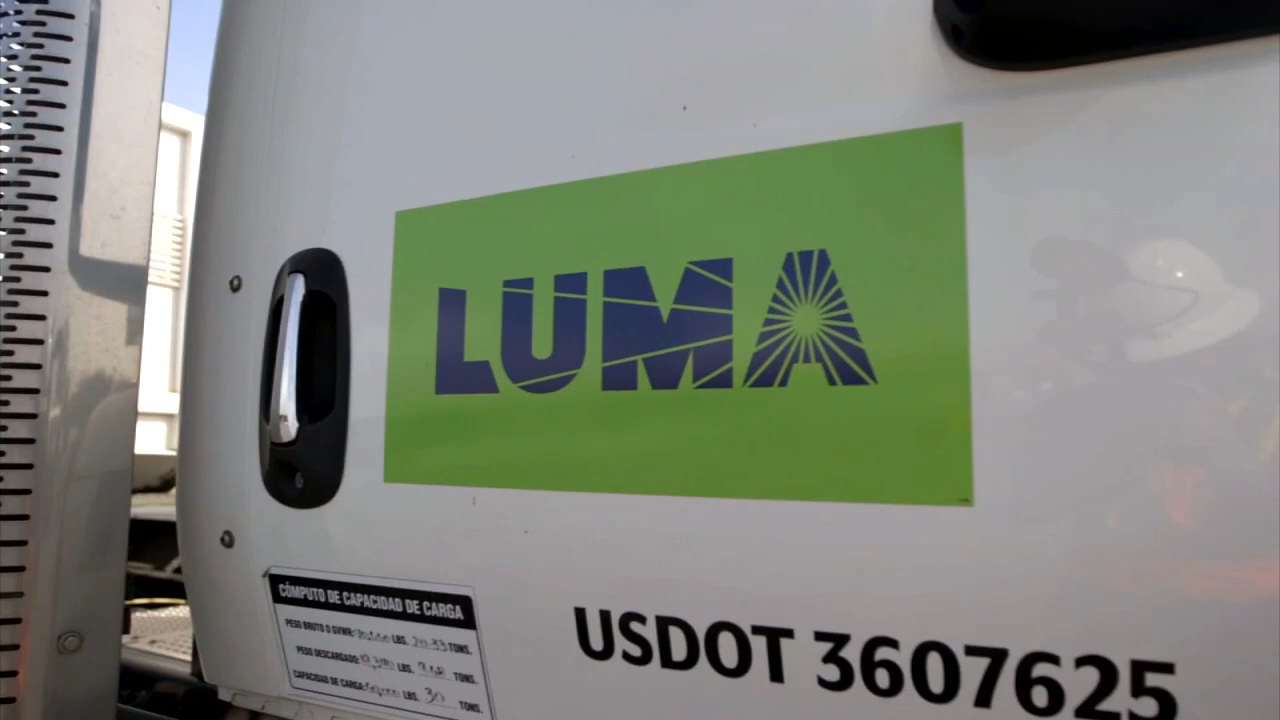 LUMA
USDOT 3607625
CÓMPUTO DE CAPACIDAD DE CARGA
PESO BRUTO O GVWR: LBS. TONS.
PESO DESCARGADO: LBS. TONS.
CAPACIDAD DE CARGA: LBS. 30 TONS.